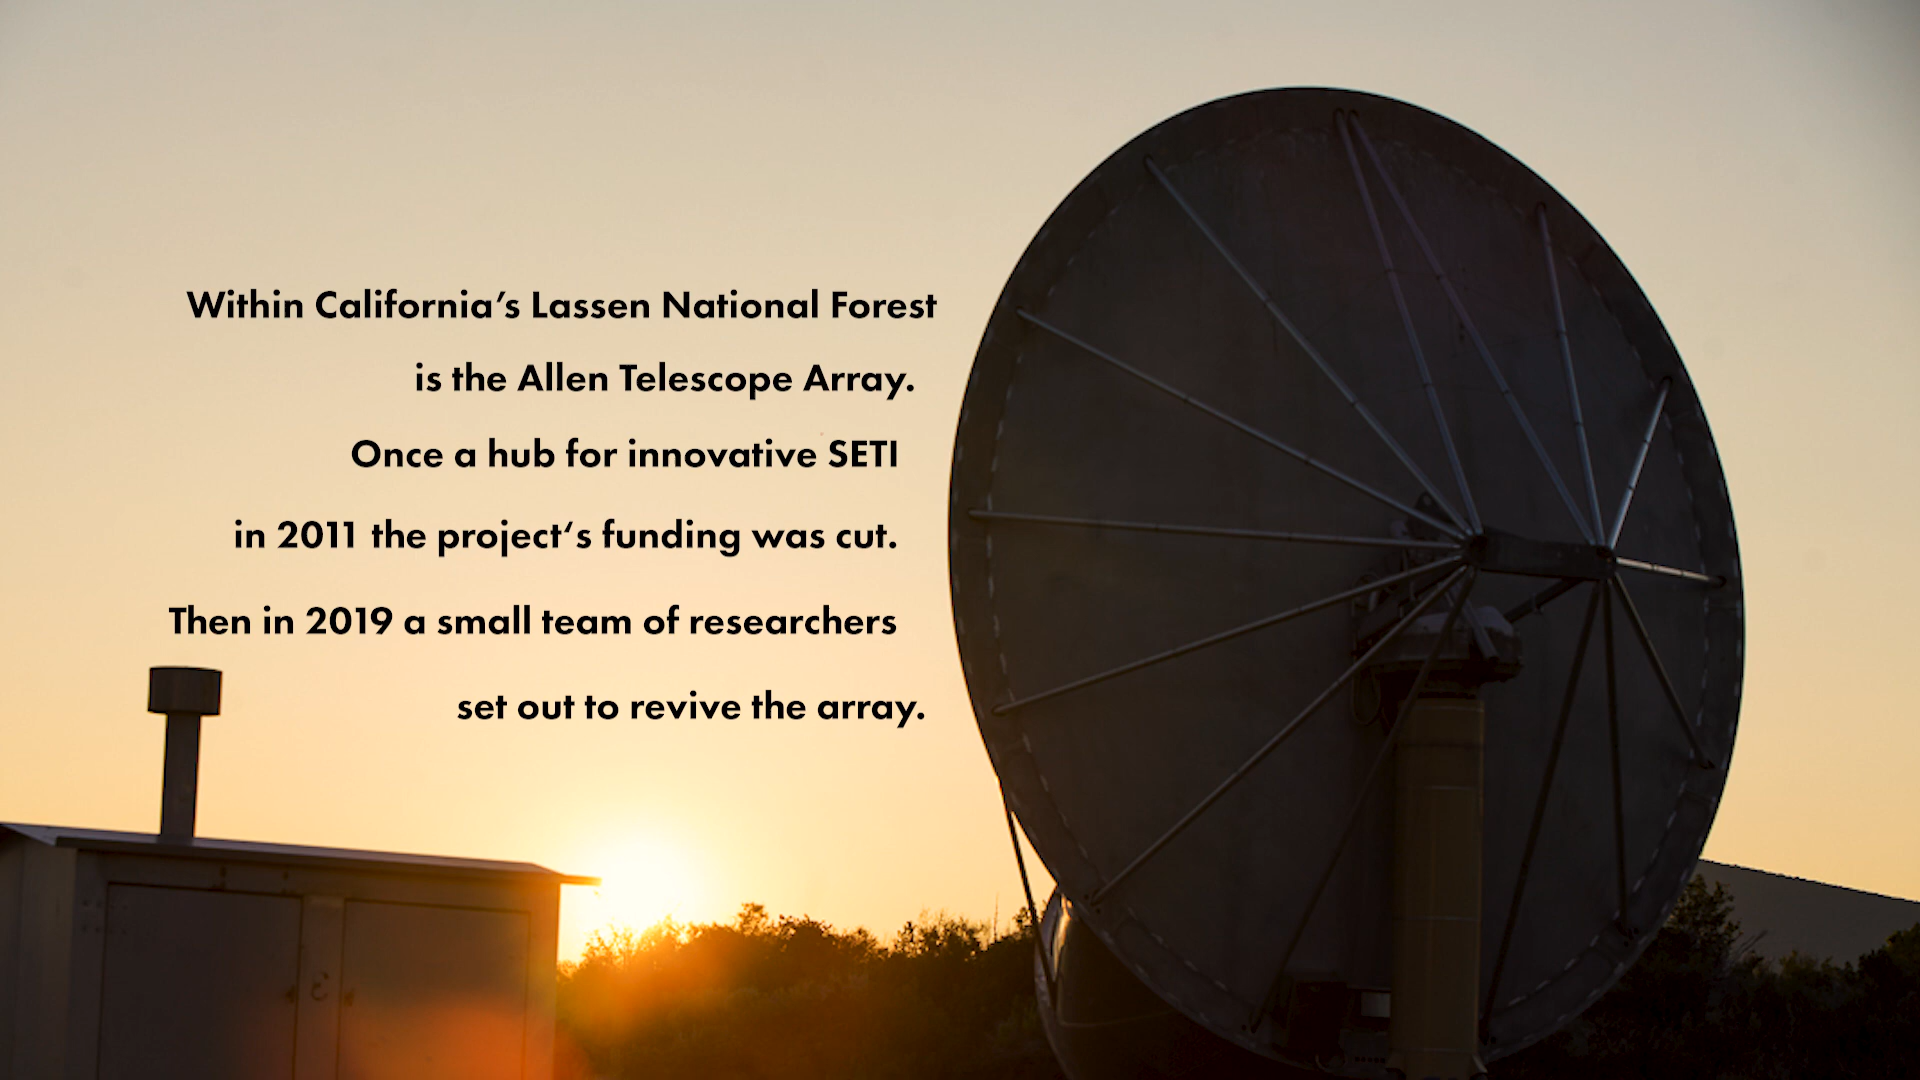 Within California’s Lassen National Forest
is the Allen Telescope Array.
Once a hub for innovative SETI
in 2011 the project‘s funding was cut.
Then in 2019 a small team of researchers
set out to revive the array.